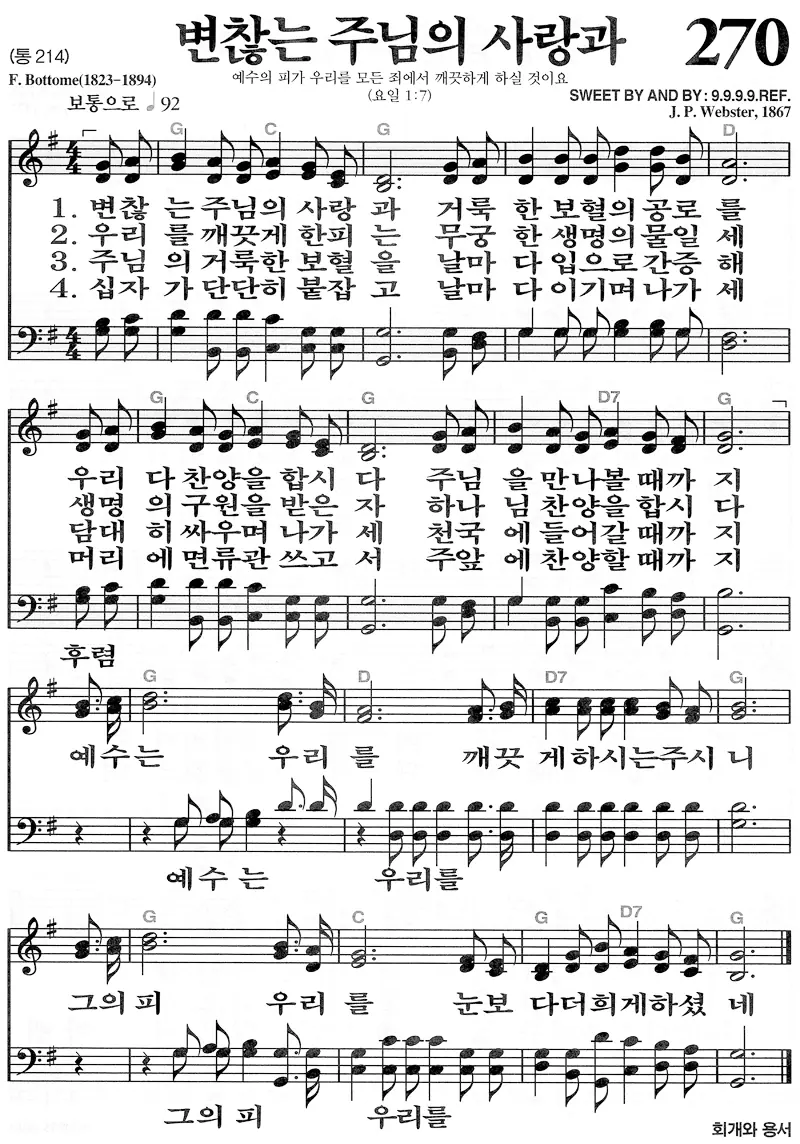 (통 214)
변찮는 주님의 사랑과
270
F. Bottome(1823-1894)
예수의 피가 우리를 모든 죄에서 깨끗하게 하실 것이요
(요일 1:7)
SWEET BY AND BY : 9.9.9.9.REF.
J. P. Webster, 1867
보통으로 ♩92
G C G D
1. 변찮 는 주님의 사랑 과 거룩 한 보혈의 공로 를
2. 우리 를 깨끗게 한피 는 무궁 한 생명의 물일 세
3. 주님 의 거룩한 보혈 을 날마 다 입으로 간증 해
4. 십자 가 단단히 붙잡 고 날마 다 이기며 나가 세
G C G D7 G
우리 다 찬양을 합시 다 주님 을 만나볼 때까 지
생명 의 구원을 받은 자 하나 님 찬양을 합시 다
담대 히 싸우며 나가 세 천국 에 들어갈 때까 지
머리 에 면류관 쓰고 서 주앞 에 찬양할 때까 지
후렴
G D D7 G
예수는 우리 를 깨끗 게하시는주시 니
예수 는 우리를
G C G D7 G
그의 피 우리 를 눈보 다더희게하셨 네
그의 피 우리를
회개와 용서